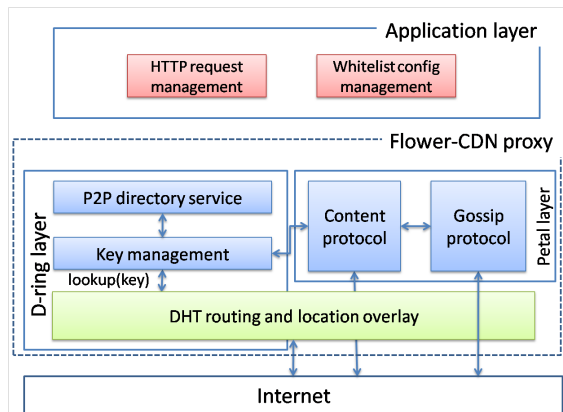 Application layer
HTTP request
management
Whitelist config
management
Flower-CDN proxy
D-ring layer
P2P directory service
Key management
lookup(key)
Content
protocol
Gossip
protocol
Petal layer
DHT routing and location overlay
Internet